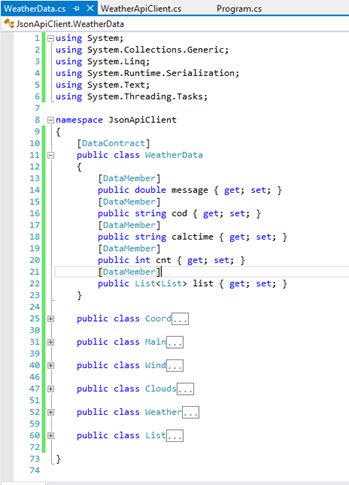 WeatherData.cs WeatherApiClient.cs Program.cs
JsonApiClient.WeatherData
1 using System;
2 using System.Collections.Generic;
3 using System.Linq;
4 using System.Runtime.Serialization;
5 using System.Text;
6 using System.Threading.Tasks;
7
8 namespace JsonApiClient
9 {
10 [DataContract]
11 public class WeatherData
12 {
13 [DataMember]
14 public double message { get; set; }
15 [DataMember]
16 public string cod { get; set; }
17 [DataMember]
18 public string calctime { get; set; }
19 [DataMember]
20 public int cnt { get; set; }
21 [DataMember]
22 public List<List> list { get; set; }
23 }
24
25 public class Coord...
31 public class Main...
40 public class Wind...
47 public class Clouds...
52 public class Weather...
60 public class List...
72
73 }
74